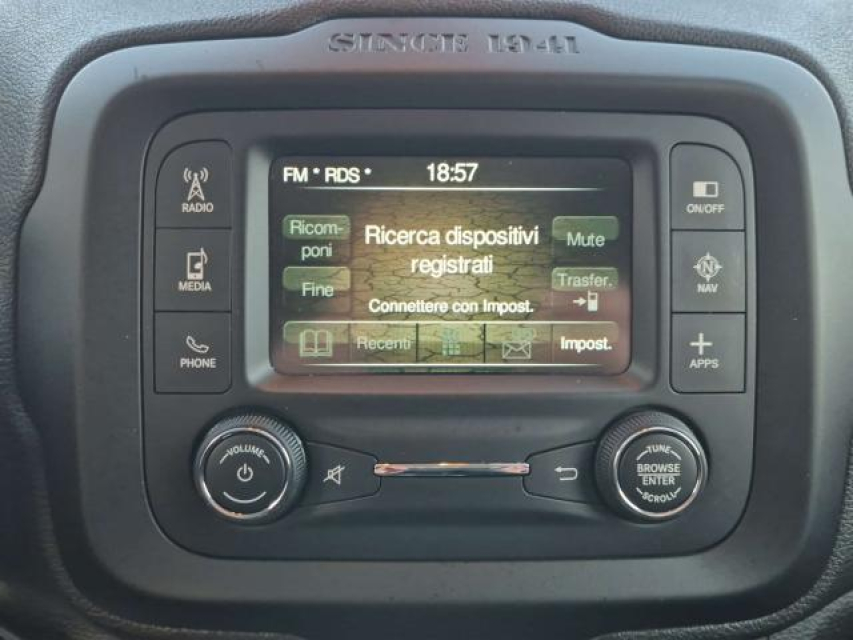 SINCE 1941
RADIO
MEDIA
PHONE
FM * RDS * 18:57
Ricom-
poni
Fine
Ricerca dispositivi
registrati
Connettere con Impost.
Mute
Trasfer.
Recenti
Impost.
ON/OFF
N
NAV
APPS
VOLUME
TUNE
BROWSE
ENTER
SCROLL